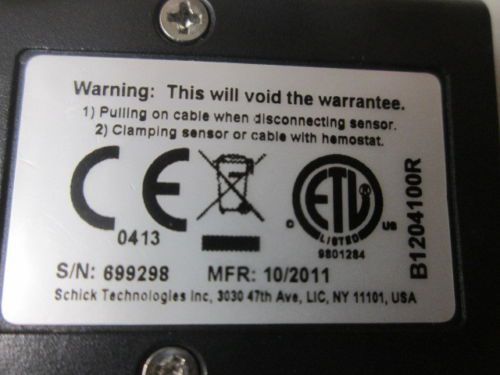 Warning: This will void the warrantee.
1) Pulling on cable when disconnecting sensor.
2) Clamping sensor or cable with hemostat.
CE
0413
ETL ®
C US
LISTED
9801284
B1204100R
S/N: 699298 MFR: 10/2011
Schick Technologies Inc, 3030 47th Ave, LIC, NY 11101, USA